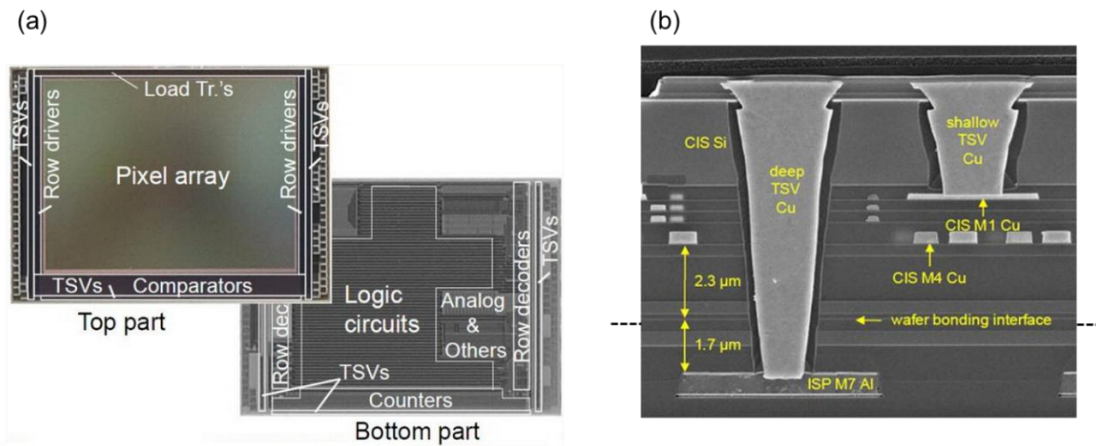 (a)
Load Tr.'s
TSVs
Row drivers
Pixel array
Row drivers
TSVs
TSVs
Comparators
Top part
Row deco
Logic
circuits
Analog
&
Others
Row decoders
TSVs
TSVs
Counters
Bottom part
(b)
CIS Si
deep
TSV
Cu
shallow
TSV
Cu
CIS M1 Cu
CIS M4 Cu
2.3 μm
wafer bonding interface
1.7 μm
ISP M7 Al